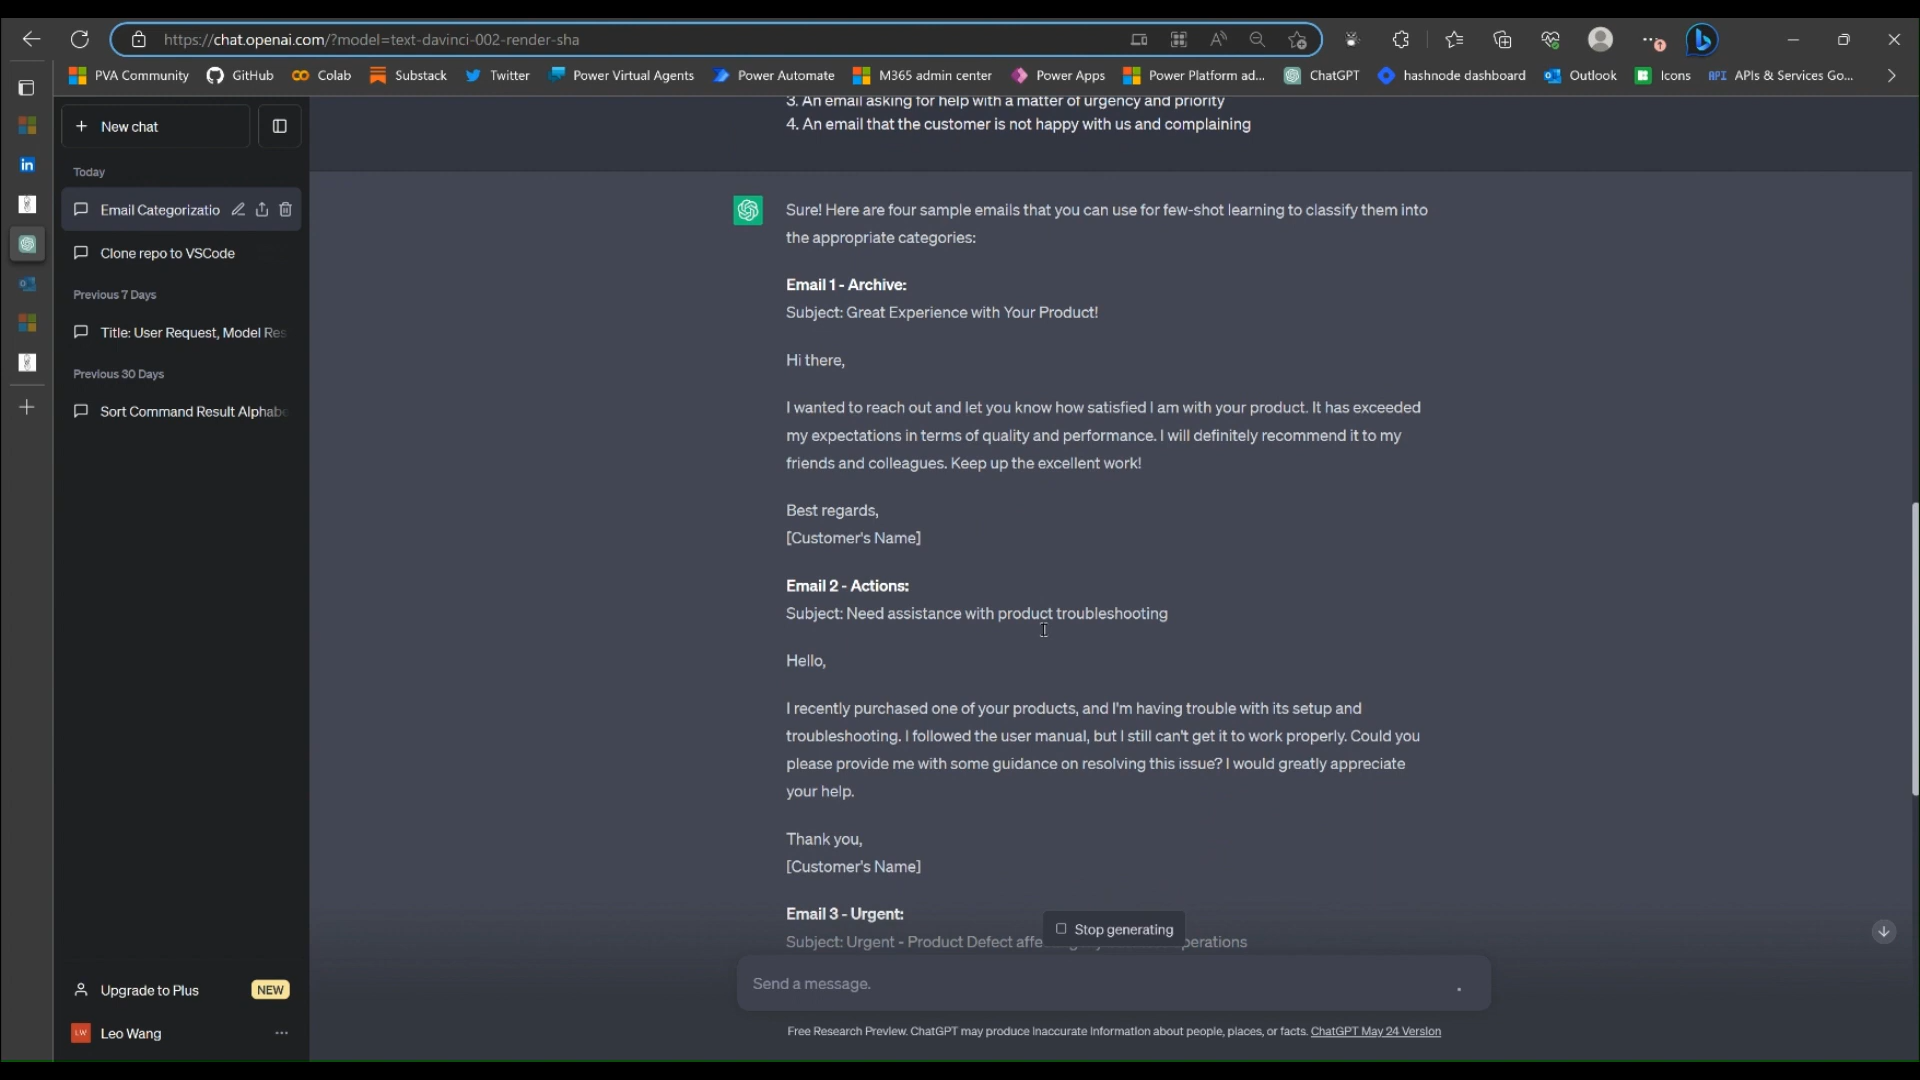 https://chat.openai.com/?model=text-davinci-002-render-sha
PVA Community GitHub Colab Substack Twitter Power Virtual Agents Power Automate M365 admin center Power Apps Power Platform ad... ChatGPT hashnode dashboard Outlook Icons API APIs & Services Go...
New chat
Today
Email Categorizatio
Clone repo to VSCode
Previous 7 Days
Title: User Request, Model Res
Previous 30 Days
Sort Command Result Alphabe
Upgrade to Plus NEW
LW Leo Wang
3. An email asking for help with a matter of urgency and priority
4. An email that the customer is not happy with us and complaining
Sure! Here are four sample emails that you can use for few-shot learning to classify them into
the appropriate categories:
Email 1 - Archive:
Subject: Great Experience with Your Product!
Hi there,
I wanted to reach out and let you know how satisfied I am with your product. It has exceeded
my expectations in terms of quality and performance. I will definitely recommend it to my
friends and colleagues. Keep up the excellent work!
Best regards,
[Customer's Name]
Email 2 - Actions:
Subject: Need assistance with product troubleshooting
Hello,
I recently purchased one of your products, and I'm having trouble with its setup and
troubleshooting. I followed the user manual, but I still can't get it to work properly. Could you
please provide me with some guidance on resolving this issue? I would greatly appreciate
your help.
Thank you,
[Customer's Name]
Email 3 - Urgent:
Subject: Urgent - Product Defect affe perations
Stop generating
Send a message.
Free Research Preview. ChatGPT may produce inaccurate information about people, places, or facts. ChatGPT May 24 Version